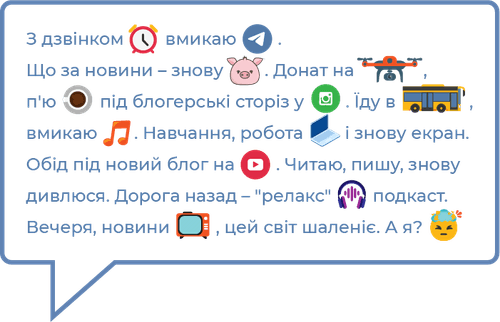 З дзвінком вмикаю .
Що за новини – знову . Донат на ,
п'ю під блогерські сторіз у . Їду в ,
вмикаю . Навчання, робота і знову екран.
Обід під новий блог на . Читаю, пишу, знову
дивлюся. Дорога назад – "релакс" подкаст.
Вечеря, новини , цей світ шаленіє. А я?